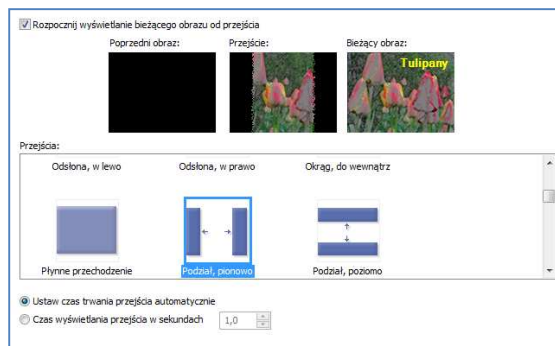 Rozpocznij wyświetlanie bieżącego obrazu od przejścia
Poprzedni obraz: Przejście: Bieżący obraz:
Tulipany
Przejścia:
Odsłona, w lewo Odsłona, w prawo Okrąg, do wewnątrz
Płynne przechodzenie Podział, pionowo Podział, poziomo
Ustaw czas trwania przejścia automatycznie
Czas wyświetlania przejścia w sekundach 1,0